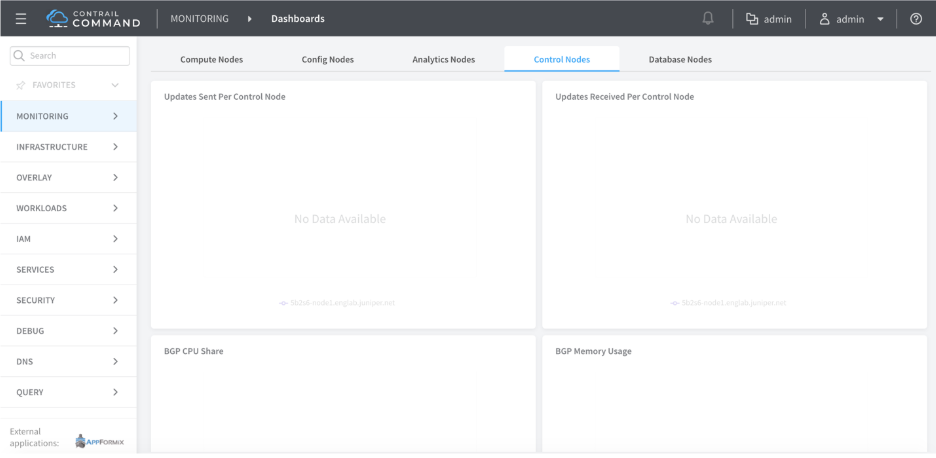 CONTRAIL
COMMAND
MONITORING
Dashboards
admin
admin
Search
FAVORITES
MONITORING
INFRASTRUCTURE
OVERLAY
WORKLOADS
IAM
SERVICES
SECURITY
DEBUG
DNS
QUERY
External
applications:
APPFORMIX
Compute Nodes
Config Nodes
Analytics Nodes
Control Nodes
Database Nodes
Updates Sent Per Control Node
No Data Available
Updates Received Per Control Node
No Data Available
BGP CPU Share
BGP Memory Usage